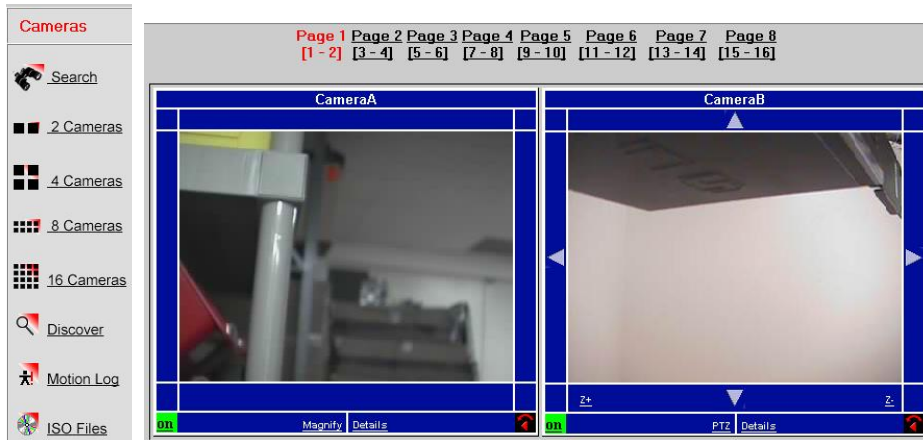 Cameras
Search
2 Cameras
4 Cameras
8 Cameras
16 Cameras
Discover
Motion Log
ISO Files
Page 1 Page 2 Page 3 Page 4 Page 5 Page 6 Page 7 Page 8
[1 - 2] [3 - 4] [5 - 6] [7 - 8] [9 - 10] [11 - 12] [13 - 14] [15 - 16]
CameraA
on Magnify Details
CameraB
Z+ Z-
on PTZ Details